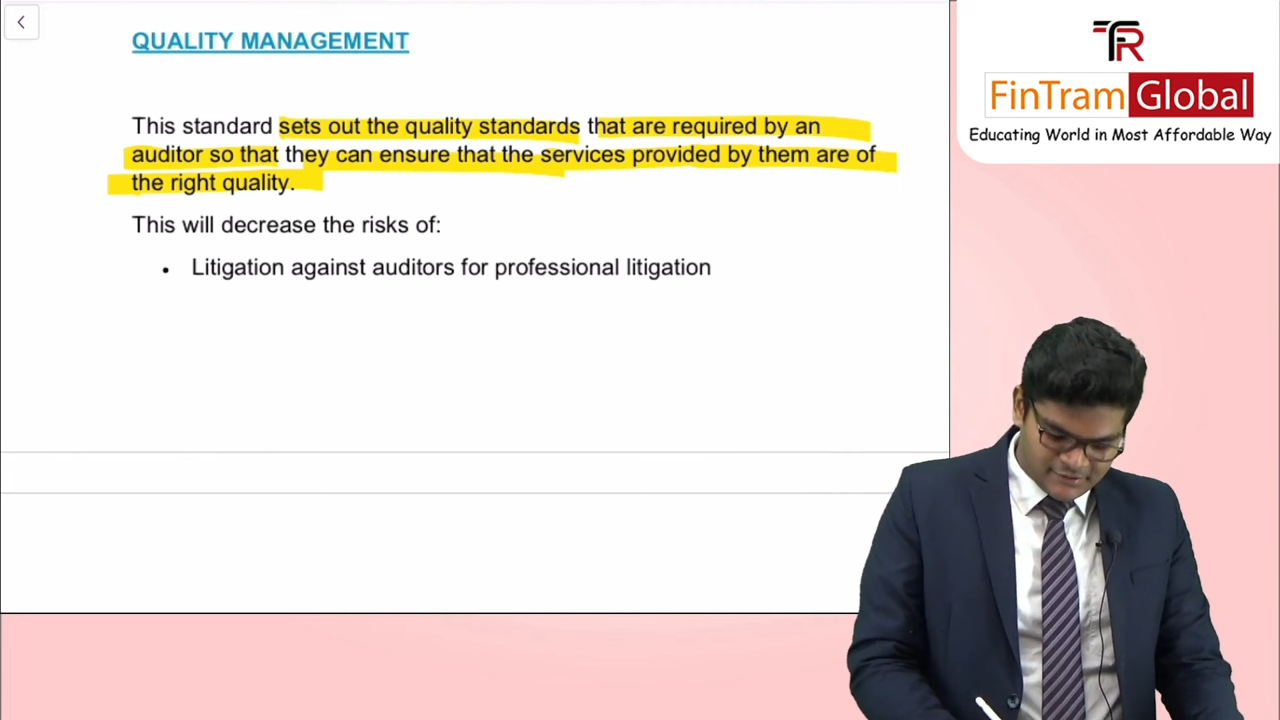 QUALITY MANAGEMENT
This standard sets out the quality standards that are required by an
auditor so that they can ensure that the services provided by them are of
the right quality.
This will decrease the risks of:
• Litigation against auditors for professional litigation
FinTram Global
Educating World in Most Affordable Way